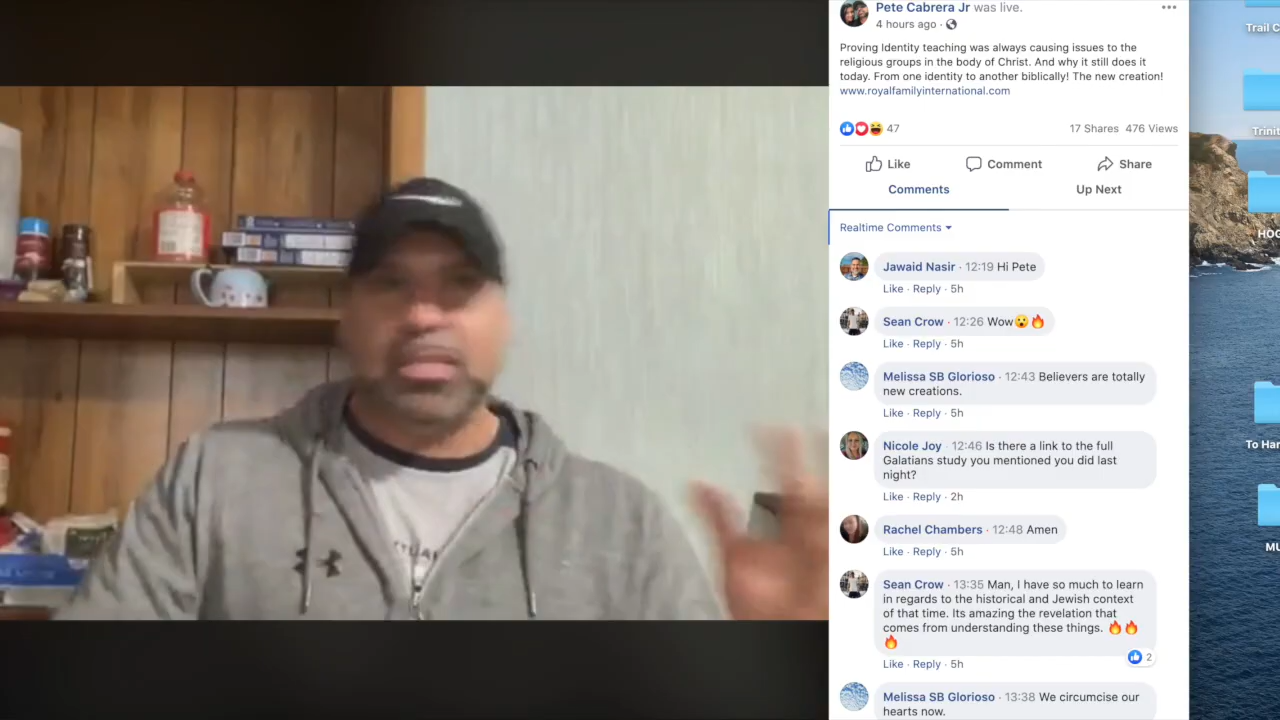 Pete Cabrera Jr was live.
4 hours ago ·
Proving Identity teaching was always causing issues to the
religious groups in the body of Christ. And why it still does it
today. From one identity to another biblically! The new creation!
www.royalfamilyinternational.com
47
17 Shares 476 Views
Like Comment Share
Comments Up Next
Realtime Comments
Jawaid Nasir · 12:19 Hi Pete
Like · Reply · 5h
Sean Crow · 12:26 Wow😮🔥
Like · Reply · 5h
Melissa SB Glorioso · 12:43 Believers are totally
new creations.
Like · Reply · 5h
Nicole Joy · 12:46 Is there a link to the full
Galatians study you mentioned you did last
night?
Like · Reply · 2h
Rachel Chambers · 12:48 Amen
Like · Reply · 5h
Sean Crow · 13:35 Man, I have so much to learn
in regards to the historical and Jewish context
of that time. Its amazing the revelation that
comes from understanding these things. 🔥🔥
🔥
2
Like · Reply · 5h
Melissa SB Glorioso · 13:38 We circumcise our
hearts now.
Trail C
Trinit
HOG
To Har
MU